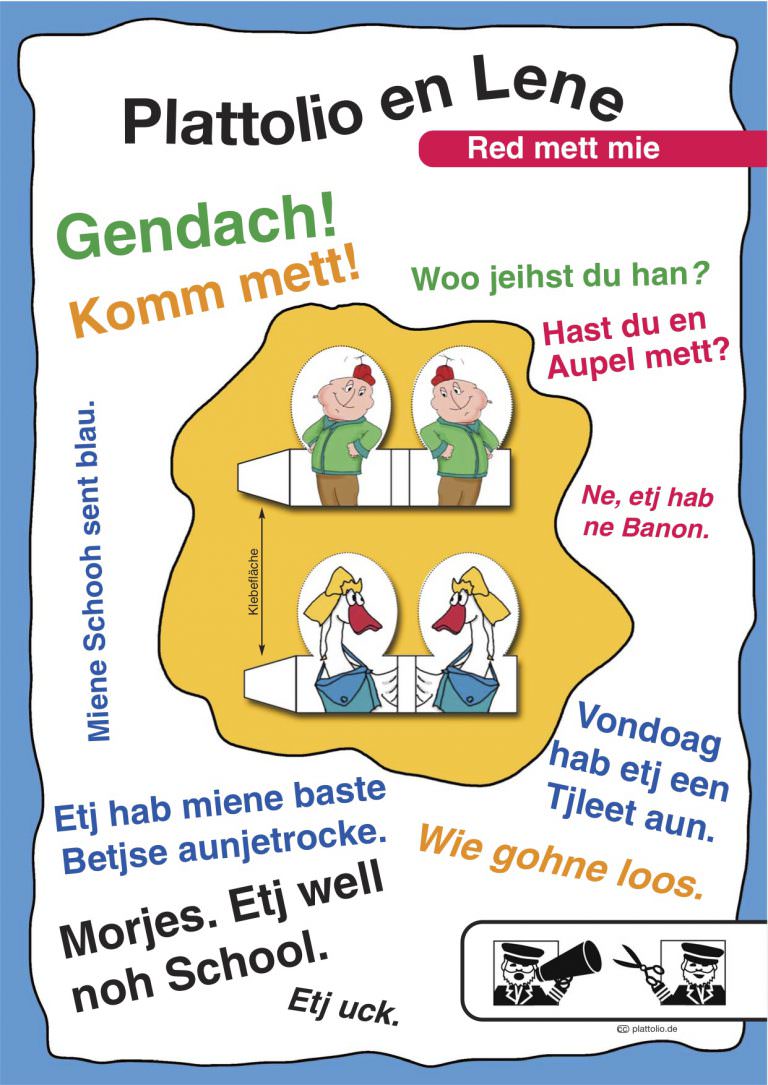 Plattolio en Lene
Red mett mie
Gendach!
Komm mett!
Woo jeihst du han?
Hast du en
Aupel mett?
Miene Schooh sent blau.
Klebefläche
Ne, etj hab
ne Banon.
Vondoag
hab etj een
Tjleet aun.
Etj hab miene baste
Betjse aunjetrocke.
Wie gohne loos.
Morjes. Etj well
noh School.
Etj uck.
cc plattolio.de